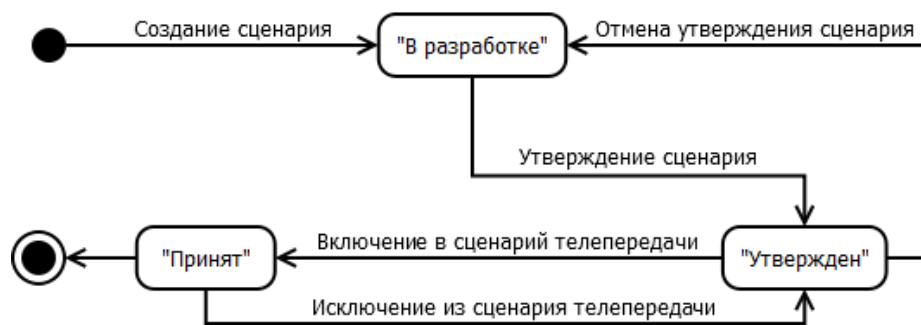 Создание сценария
"В разработке"
Отмена утверждения сценария
Утверждение сценария
"Принят"
Включение в сценарий телепередачи
"Утвержден"
Исключение из сценария телепередачи